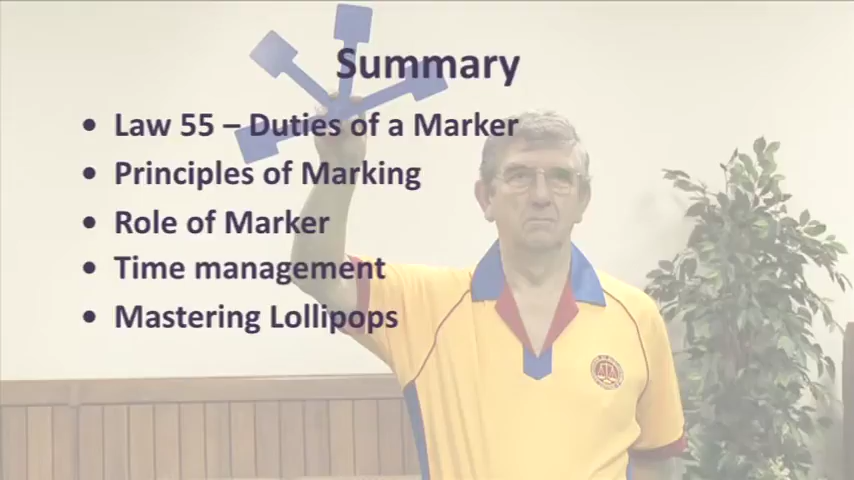 Summary
• Law 55 – Duties of a Marker
• Principles of Marking
• Role of Marker
• Time management
• Mastering Lollipops